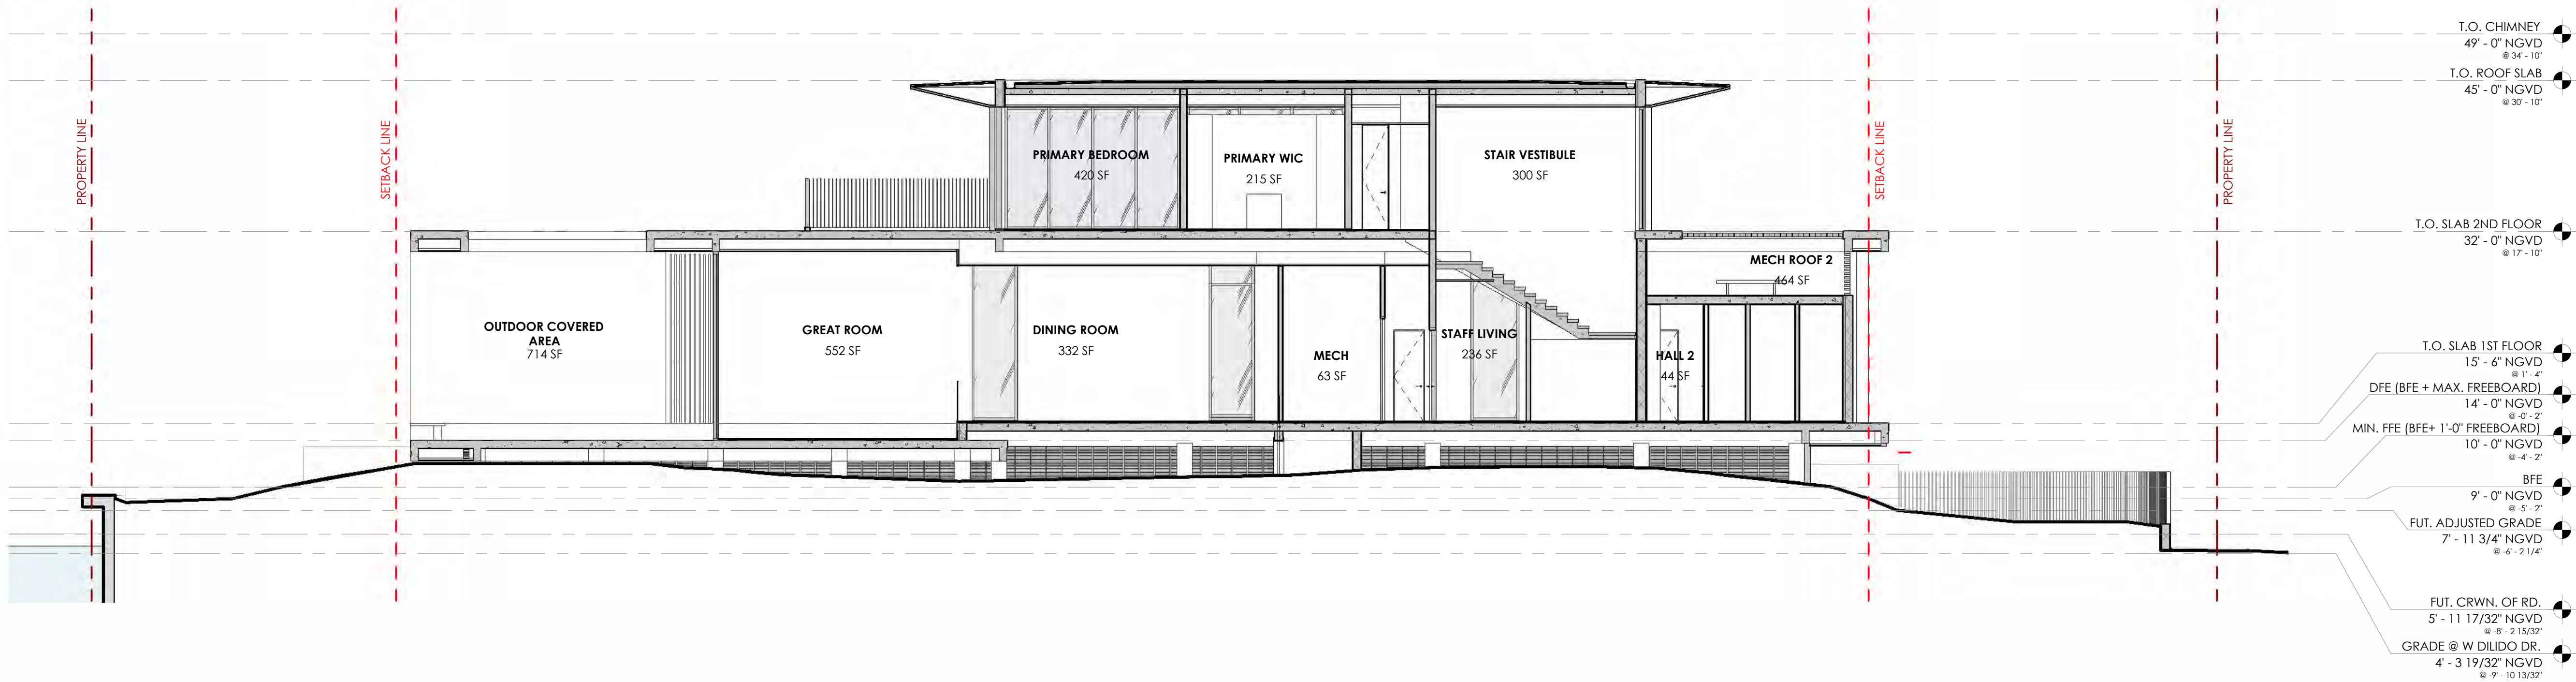 T.O. CHIMNEY
49' - 0" NGVD
@ 34' - 10"
T.O. ROOF SLAB
45' - 0" NGVD
@ 30' - 10"
PROPERTY LINE
SETBACK LINE
PRIMARY BEDROOM
420 SF
PRIMARY WIC
215 SF
STAIR VESTIBULE
300 SF
SETBACK LINE
PROPERTY LINE
T.O. SLAB 2ND FLOOR
32' - 0" NGVD
@ 17' - 10"
MECH ROOF 2
464 SF
OUTDOOR COVERED
AREA
714 SF
GREAT ROOM
552 SF
DINING ROOM
332 SF
MECH
63 SF
STAFF LIVING
236 SF
HALL 2
44 SF
T.O. SLAB 1ST FLOOR
15' - 6" NGVD
@ 1' - 4"
DFE (BFE + MAX. FREEBOARD)
14' - 0" NGVD
@ -0' - 2"
MIN. FFE (BFE+ 1'-0" FREEBOARD)
10' - 0" NGVD
@ -4' - 2"
BFE
9' - 0" NGVD
@ -5' - 2"
FUT. ADJUSTED GRADE
7' - 11 3/4" NGVD
@ -6' - 2 1/4"
FUT. CRWN. OF RD.
5' - 11 17/32" NGVD
@ -8' - 2 15/32"
GRADE @ W DILIDO DR.
4' - 3 19/32" NGVD
@ -9' - 10 13/32"